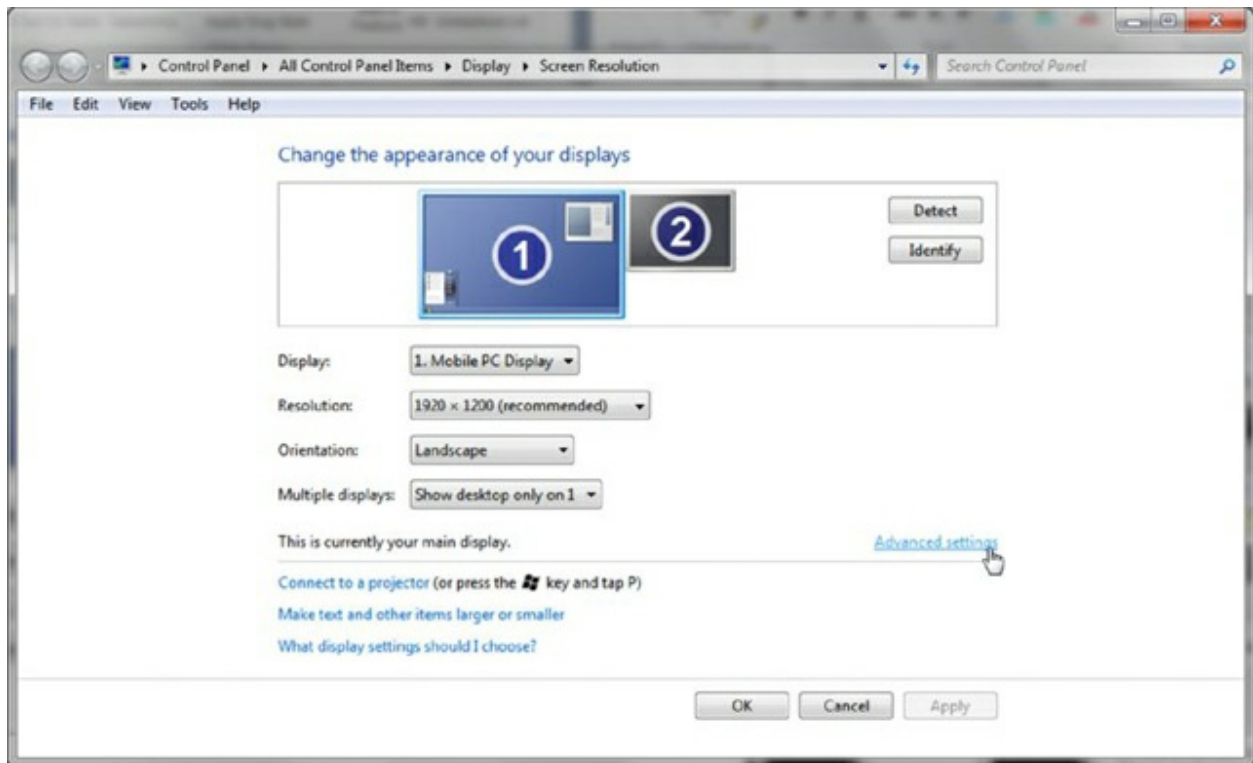 Control Panel ▸ All Control Panel Items ▸ Display ▸ Screen Resolution
Search Control Panel
File Edit View Tools Help
Change the appearance of your displays
1
2
Detect
Identify
Display: 1. Mobile PC Display
Resolution: 1920 × 1200 (recommended)
Orientation: Landscape
Multiple displays: Show desktop only on 1
This is currently your main display. Advanced settings
Connect to a projector (or press the key and tap P)
Make text and other items larger or smaller
What display settings should I choose?
OK Cancel Apply